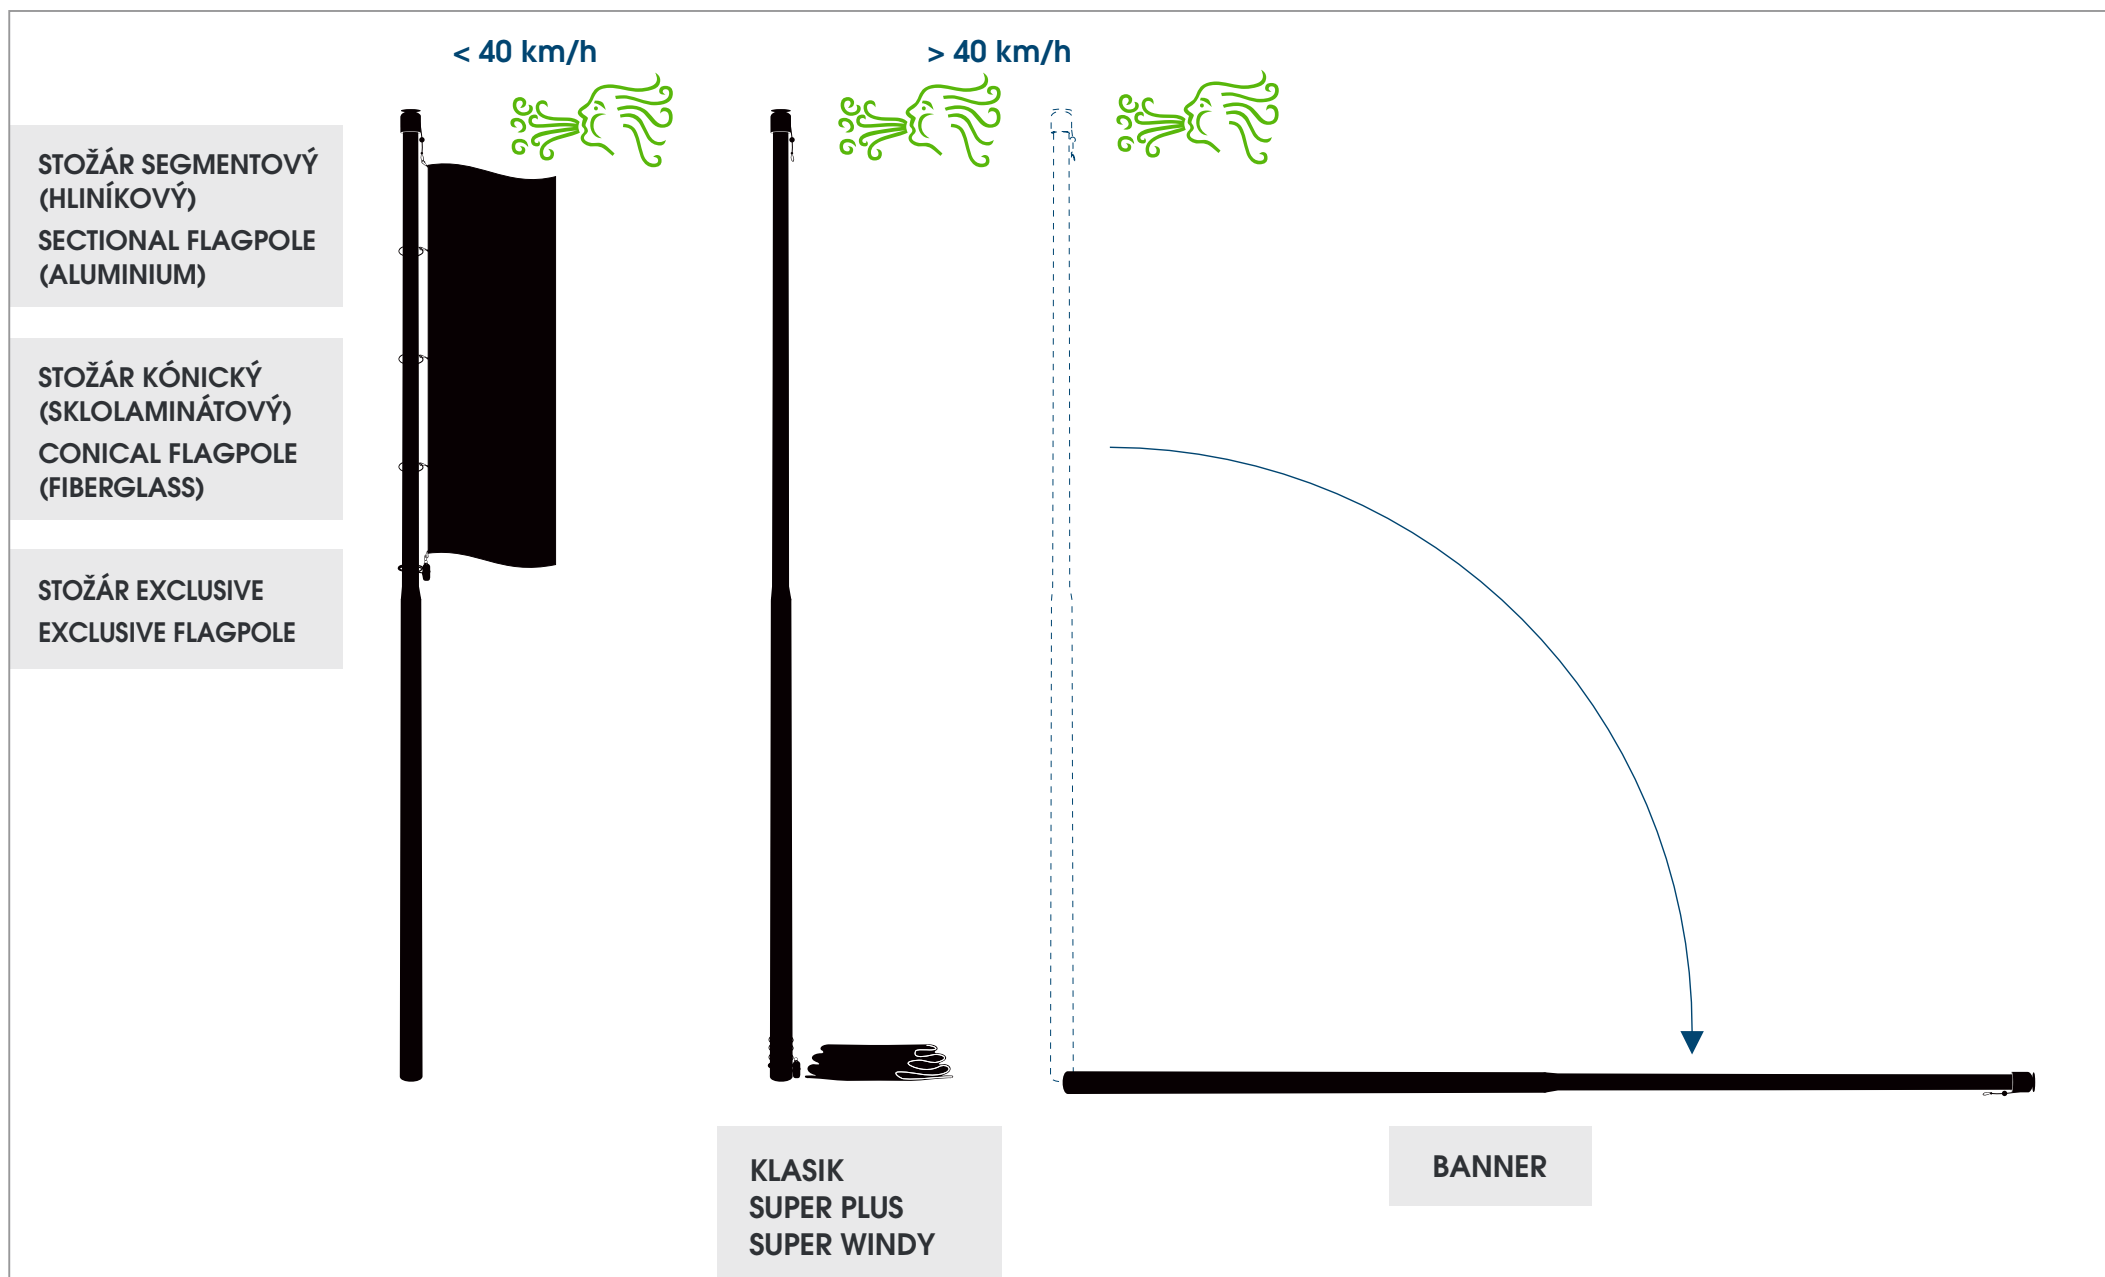 < 40 km/h
> 40 km/h
STOŽÁR SEGMENTOVÝ
(HLINÍKOVÝ)
SECTIONAL FLAGPOLE
(ALUMINIUM)
STOŽÁR KÓNICKÝ
(SKLOLAMINÁTOVÝ)
CONICAL FLAGPOLE
(FIBERGLASS)
STOŽÁR EXCLUSIVE
EXCLUSIVE FLAGPOLE
KLASIK
SUPER PLUS
SUPER WINDY
BANNER